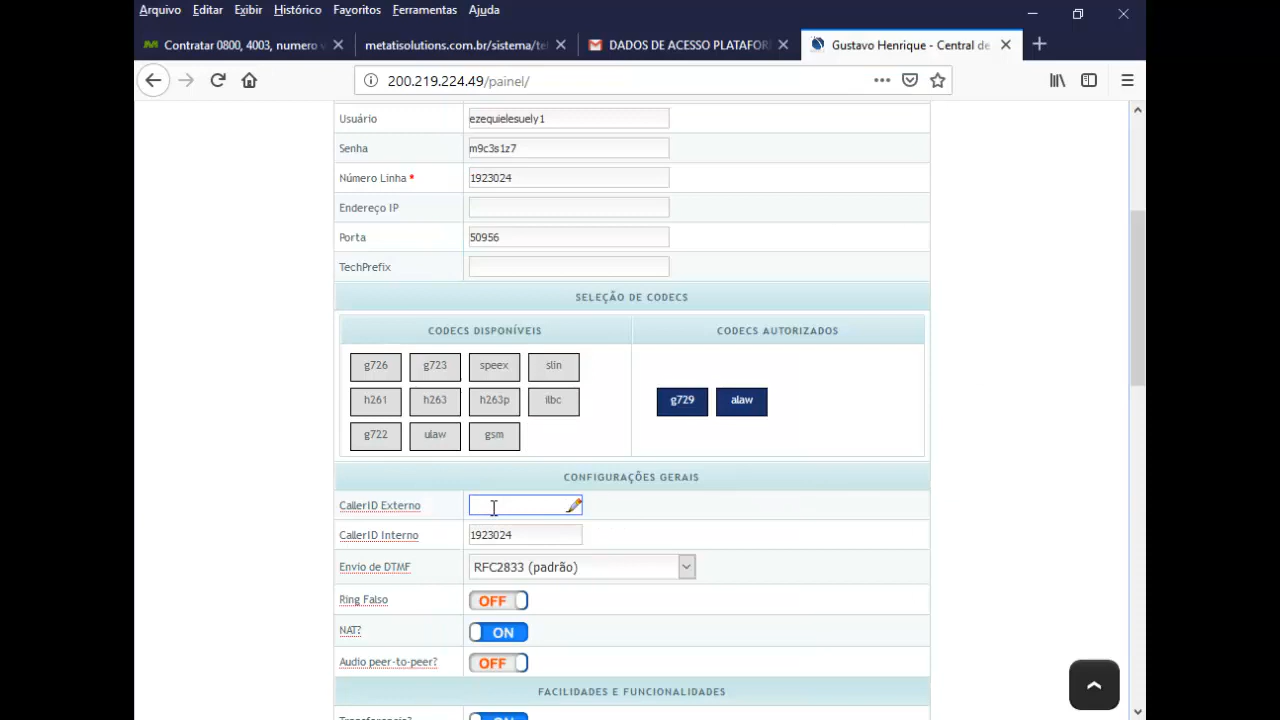 Arquivo Editar Exibir Histórico Favoritos Ferramentas Ajuda
Contratar 0800, 4003, numero
metatisolutions.com.br/sistema/te
DADOS DE ACESSO PLATAFOR
Gustavo Henrique - Central de
200.219.224.49/painel/
Usuário ezequielesuely1
Senha m9c3s1z7
Número Linha * 1923024
Endereço IP
Porta 50956
TechPrefix
SELEÇÃO DE CODECS
CODECS DISPONÍVEIS CODECS AUTORIZADOS
g726 g723 speex slin
h261 h263 h263p ilbc
g729 alaw
g722 ulaw gsm
CONFIGURAÇÕES GERAIS
CallerID Externo
CallerID Interno 1923024
Envio de DTMF RFC2833 (padrão)
Ring Falso OFF
NAT? ON
Audio peer-to-peer? OFF
FACILIDADES E FUNCIONALIDADES